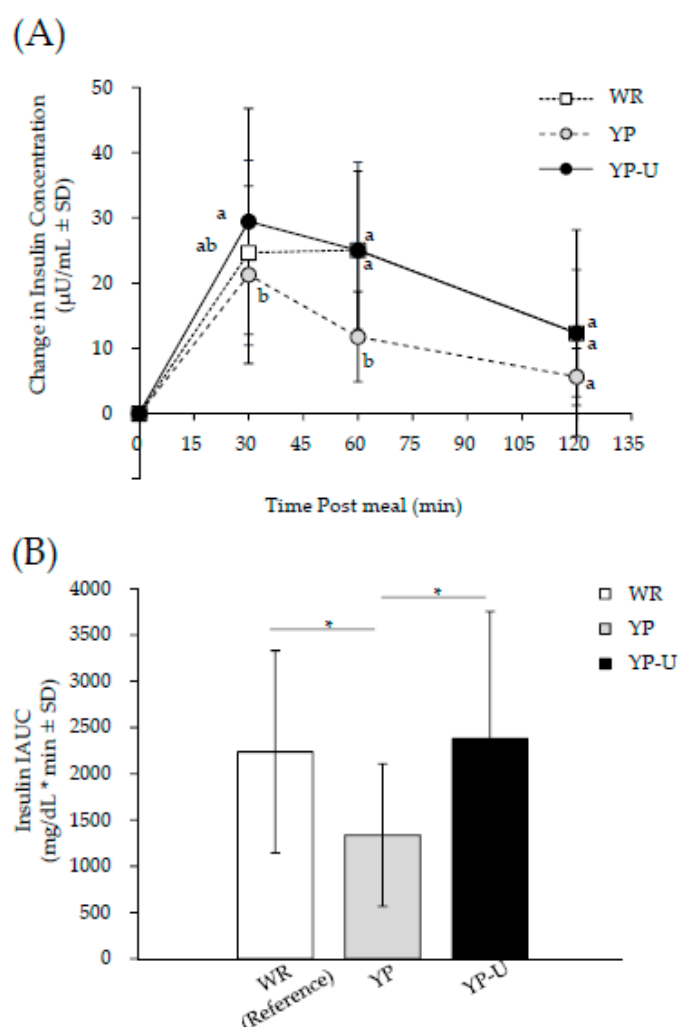 (A)
Change in Insulin Concentration
(µU/mL ± SD)
50
40
30
20
10
0
WR
YP
YP-U
a
ab
b
a
a
b
a
a
a
0 15 30 45 60 75 90 105 120 135
Time Post meal (min)
(B)
Insulin IAUC
(mg/dL * min ± SD)
4000
3500
3000
2500
2000
1500
1000
500
0
*
*
WR
YP
YP-U
WR
(Reference)
YP
YP-U